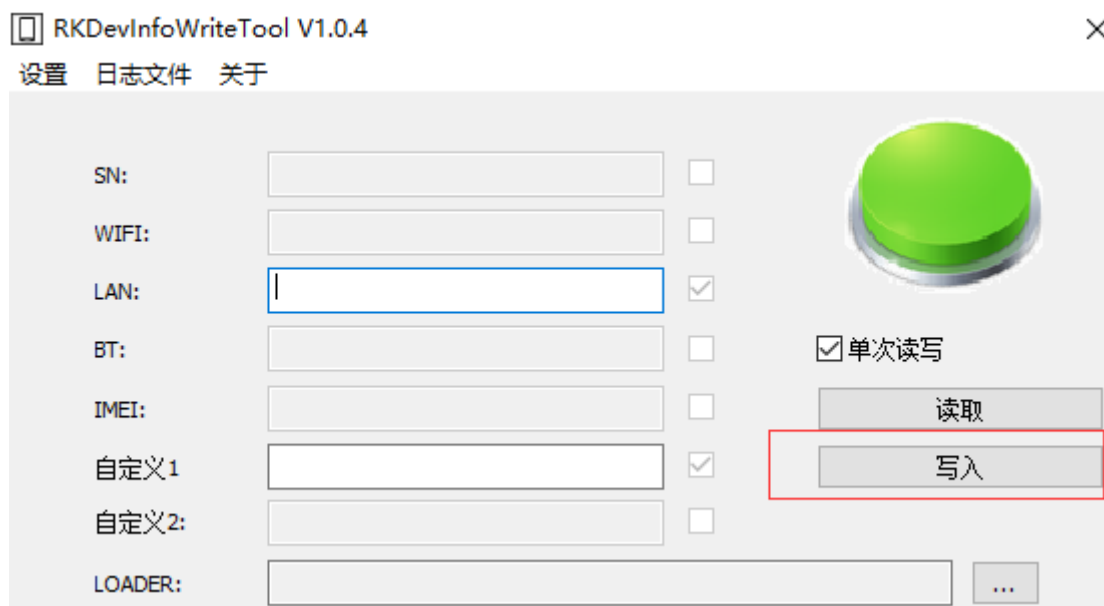 RKDevInfoWriteTool V1.0.4
设置 日志文件 关于
SN:
WIFI:
LAN:
BT:
单次读写
IMEI:
读取
自定义1
写入
自定义2:
LOADER:
...